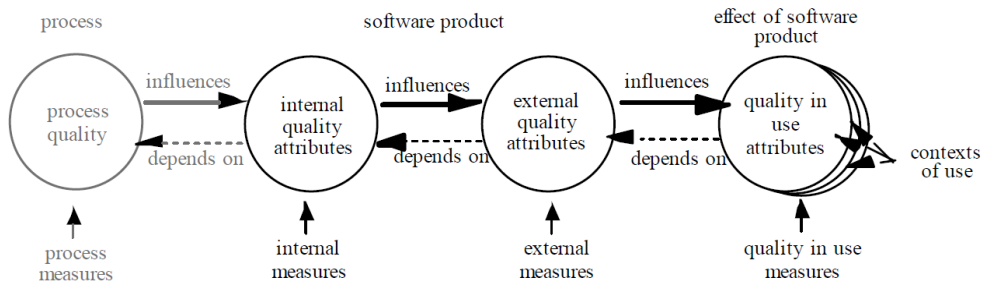 process
software product
effect of software
product
process
quality
influences
depends on
internal
quality
attributes
influences
depends on
external
quality
attributes
influences
depends on
quality in
use
attributes
contexts
of use
process
measures
internal
measures
external
measures
quality in use
measures